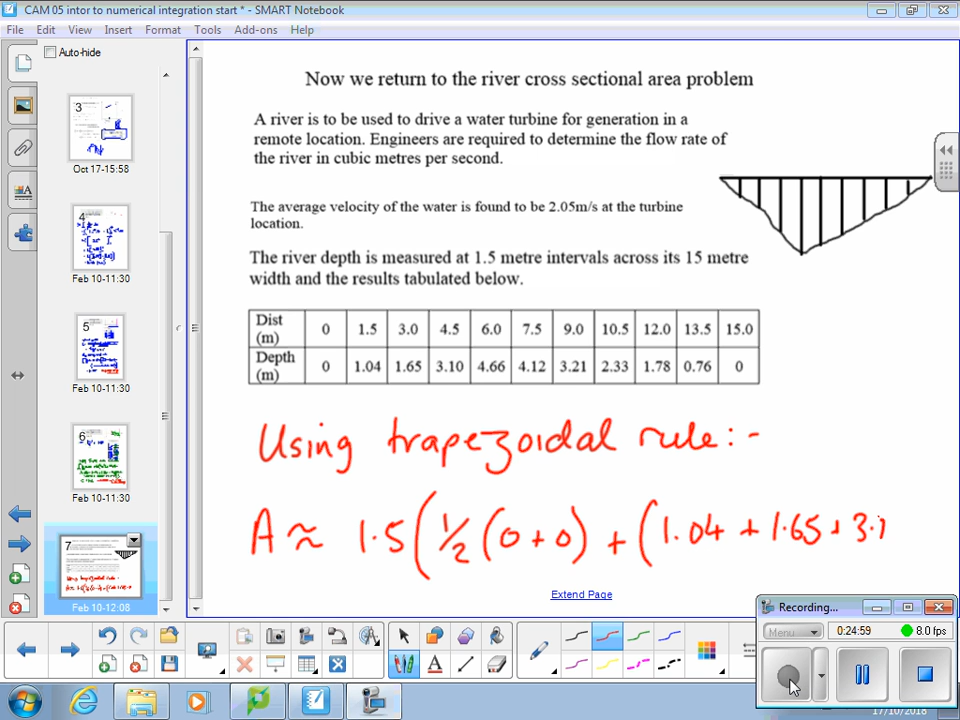 CAM 05 intor to numerical integration start * - SMART Notebook
File Edit View Insert Format Tools Add-ons Help
Auto-hide
3
Oct 17-15:58
4
Feb 10-11:30
5
Feb 10-11:30
6
Feb 10-11:30
7
Feb 10-12:08
Now we return to the river cross sectional area problem
A river is to be used to drive a water turbine for generation in a
remote location. Engineers are required to determine the flow rate of
the river in cubic metres per second.
The average velocity of the water is found to be 2.05m/s at the turbine
location.
The river depth is measured at 1.5 metre intervals across its 15 metre
width and the results tabulated below.
Dist (m) 0 1.5 3.0 4.5 6.0 7.5 9.0 10.5 12.0 13.5 15.0
Depth (m) 0 1.04 1.65 3.10 4.66 4.12 3.21 2.33 1.78 0.76 0
Using trapezoidal rule:-
A ≈ 1.5(½(0+0) + (1.04 + 1.65 + 3.1
Extend Page
Recording...
Menu
0:24:59
8.0 fps
17/10/2018